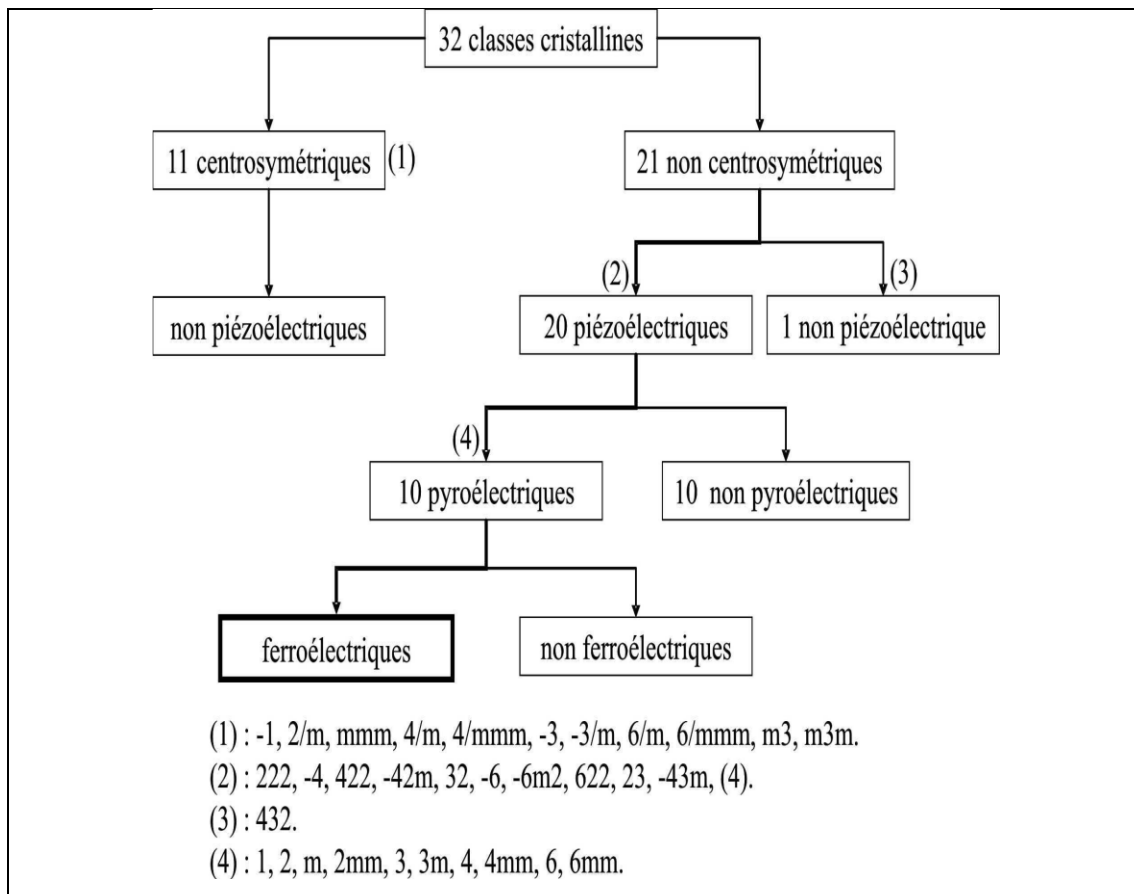 32 classes cristallines
11 centrosymétriques (1)
21 non centrosymétriques
(2)
(3)
non piézoélectriques
20 piézoélectriques
1 non piézoélectrique
(4)
10 pyroélectriques
10 non pyroélectriques
ferroélectriques
non ferroélectriques
(1) : -1, 2/m, mmm, 4/m, 4/mmm, -3, -3/m, 6/m, 6/mmm, m3, m3m.
(2) : 222, -4, 422, -42m, 32, -6, -6m2, 622, 23, -43m, (4).
(3) : 432.
(4) : 1, 2, m, 2mm, 3, 3m, 4, 4mm, 6, 6mm.